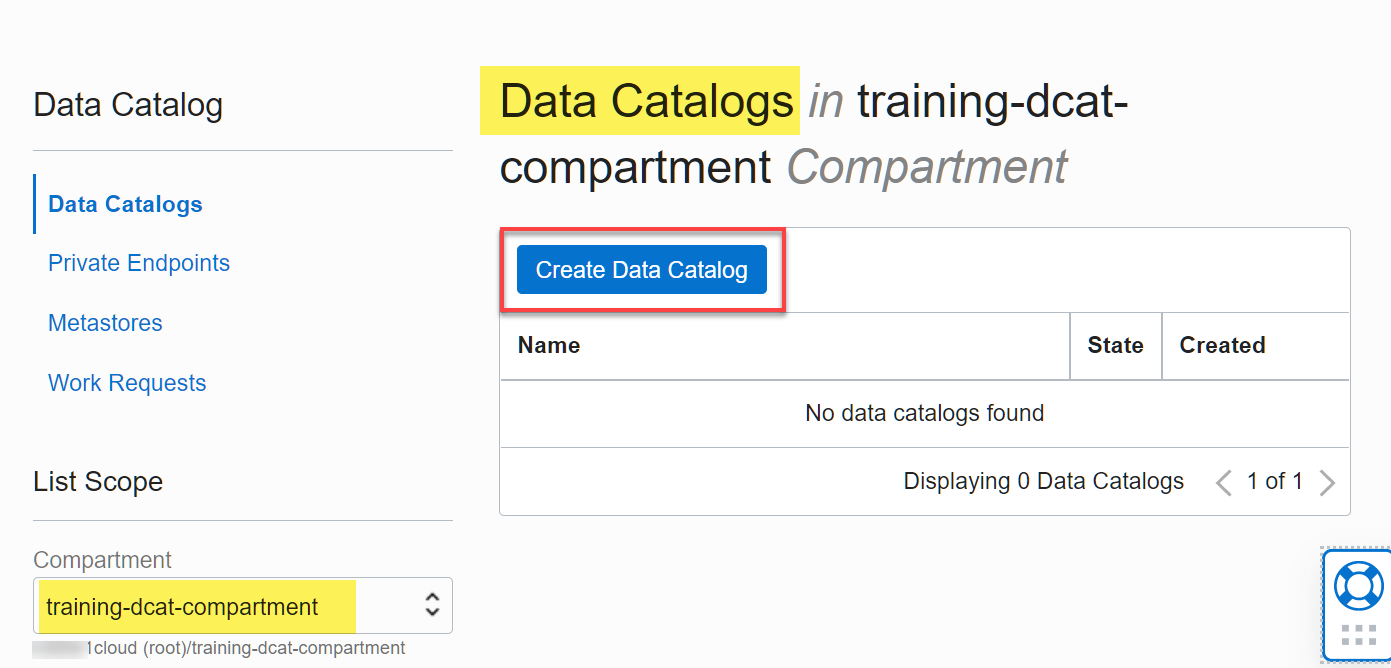 Data Catalog
Data Catalogs
Private Endpoints
Metastores
Work Requests
List Scope
Compartment
training-dcat-compartment
1cloud (root)/training-dcat-compartment
Data Catalogs in training-dcat-
compartment Compartment
Create Data Catalog
Name State Created
No data catalogs found
Displaying 0 Data Catalogs 1 of 1